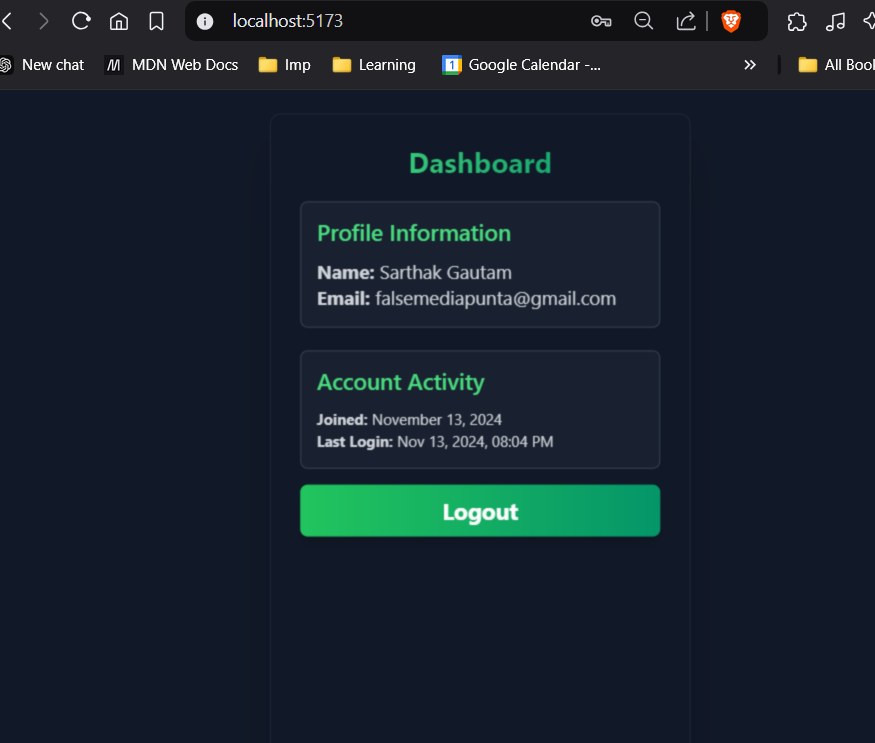 localhost:5173
New chat
MDN Web Docs
Imp
Learning
Google Calendar -...
All Bool
Dashboard
Profile Information
Name: Sarthak Gautam
Email: falsemediapunta@gmail.com
Account Activity
Joined: November 13, 2024
Last Login: Nov 13, 2024, 08:04 PM
Logout